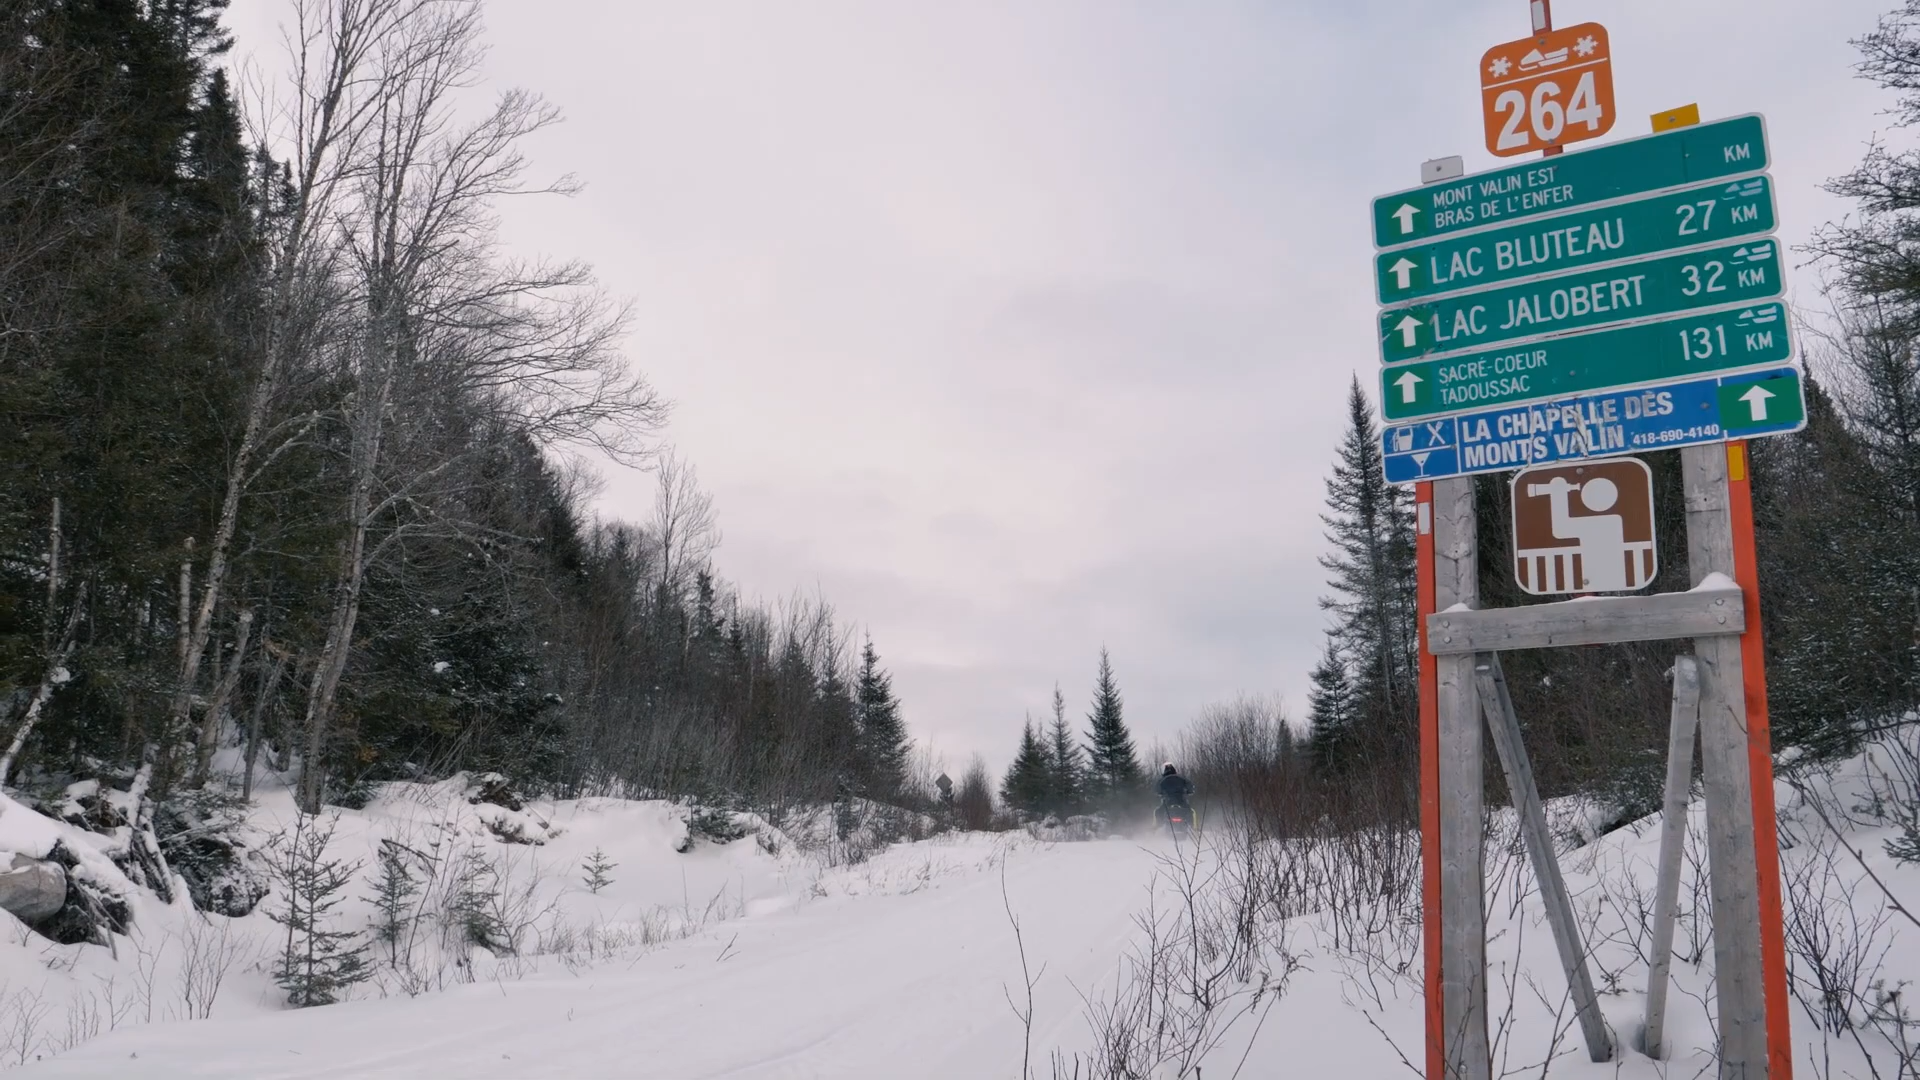 264
MONT VALIN EST KM
BRAS DE L'ENFER
LAC BLUTEAU 27 KM
LAC JALOBERT 32 KM
SACRÉ-COEUR 131 KM
TADOUSSAC
LA CHAPELLE DES
MONTS VALIN 418-690-4140